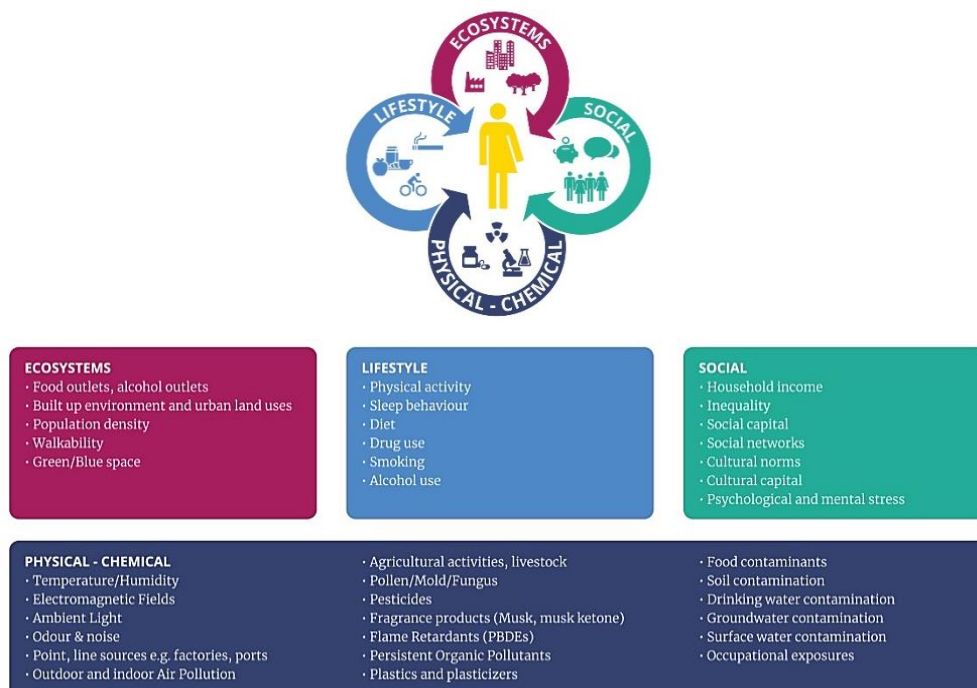 ECOSYSTEMS
LIFESTYLE
SOCIAL
PHYSICAL - CHEMICAL
ECOSYSTEMS
· Food outlets, alcohol outlets
· Built up environment and urban land uses
· Population density
· Walkability
· Green/Blue space
LIFESTYLE
· Physical activity
· Sleep behaviour
· Diet
· Drug use
· Smoking
· Alcohol use
SOCIAL
· Household income
· Inequality
· Social capital
· Social networks
· Cultural norms
· Cultural capital
· Psychological and mental stress
PHYSICAL - CHEMICAL
· Temperature/Humidity
· Electromagnetic Fields
· Ambient Light
· Odour & noise
· Point, line sources e.g. factories, ports
· Outdoor and indoor Air Pollution
· Agricultural activities, livestock
· Pollen/Mold/Fungus
· Pesticides
· Fragrance products (Musk, musk ketone)
· Flame Retardants (PBDEs)
· Persistent Organic Pollutants
· Plastics and plasticizers
· Food contaminants
· Soil contamination
· Drinking water contamination
· Groundwater contamination
· Surface water contamination
· Occupational exposures